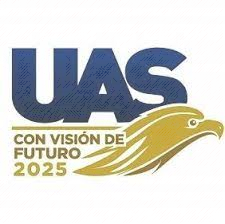 UAS
CON VISIÓN DE
FUTURO
2025